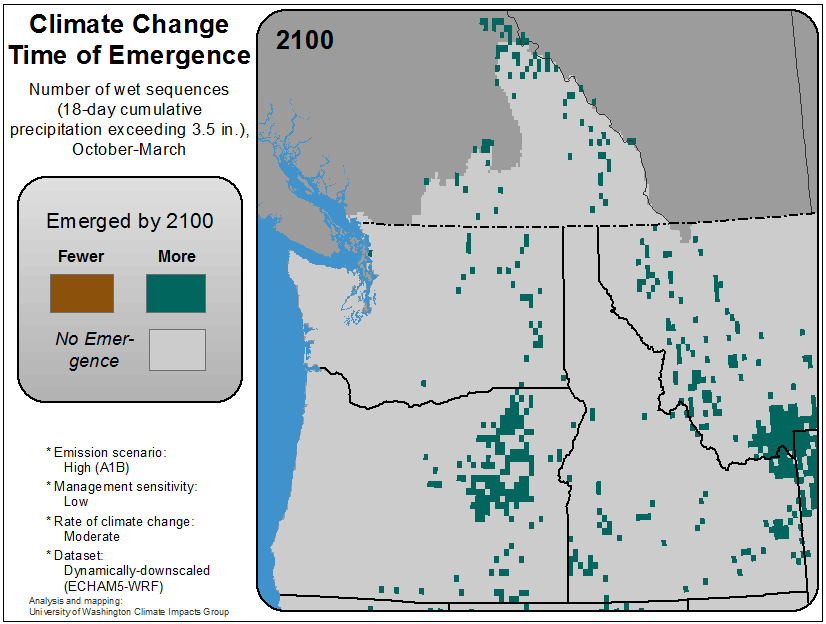 Climate Change
Time of Emergence
Number of wet sequences
(18-day cumulative
precipitation exceeding 3.5 in.),
October-March
2100
Emerged by 2100
Fewer
More
No Emer-
gence
* Emission scenario:
High (A1B)
* Management sensitivity:
Low
* Rate of climate change:
Moderate
* Dataset:
Dynamically-downscaled
(ECHAM5-WRF)
Analysis and mapping:
University of Washington Climate Impacts Group